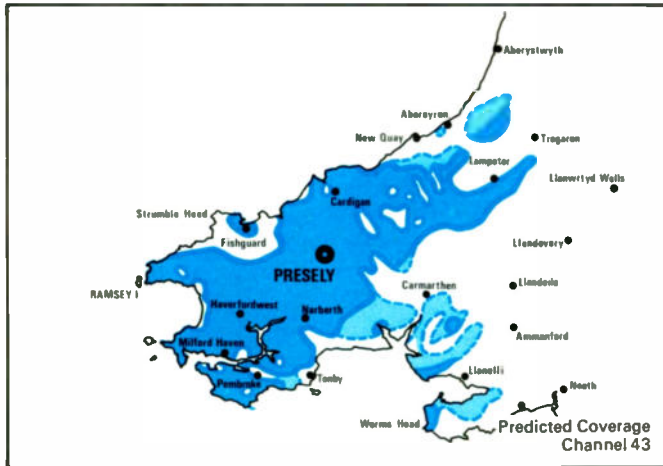 Aberystwyth
Aberayron
New Quay
Tregaron
Lampeter
Llanwrtyd Wells
Cardigan
Strumble Head
Fishguard
Llandovery
PRESELY
RAMSEY I
Carmarthen
Llandeilo
Haverfordwest
Narberth
Ammanford
Milford Haven
Pembroke
Tenby
Llanelli
Neath
Worms Head
Predicted Coverage
Channel 43